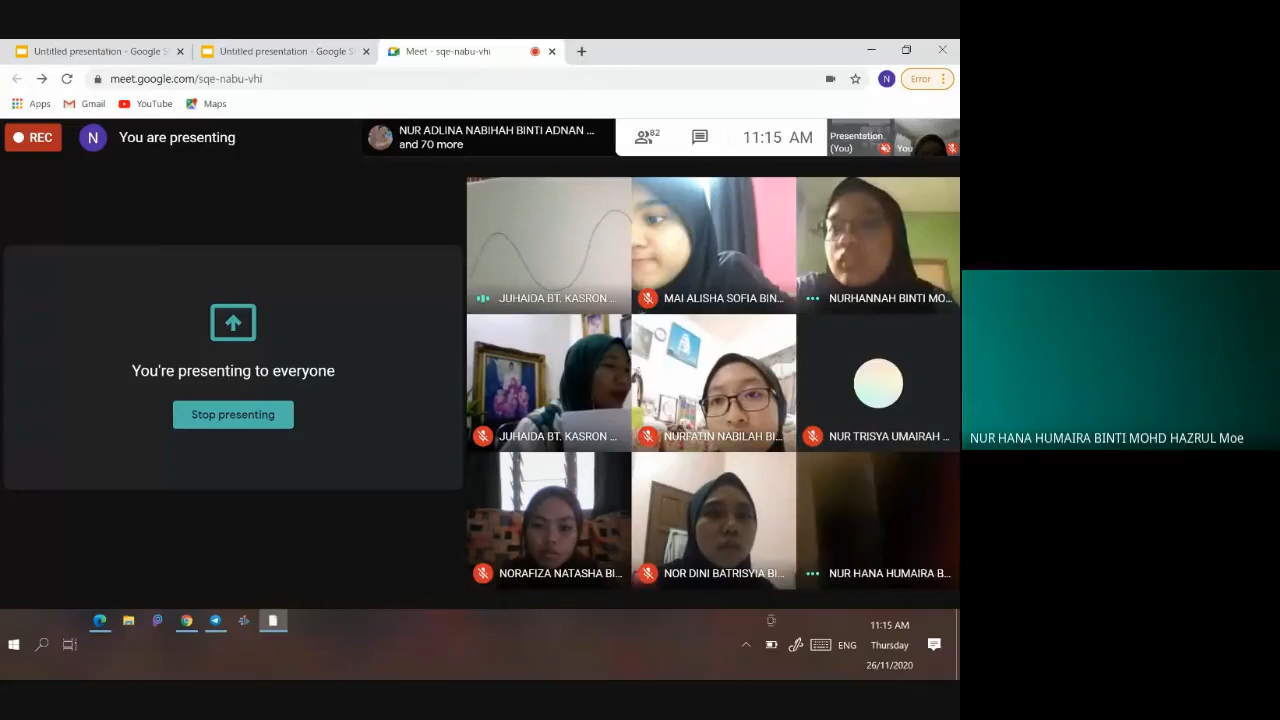 Untitled presentation - Google S
Untitled presentation - Google S
Meet - sqe-nabu-vhi
meet.google.com/sqe-nabu-vhi
N
Error
Apps
Gmail
YouTube
Maps
REC
N
You are presenting
NUR ADLINA NABIHAH BINTI ADNAN ...
and 70 more
82
11:15 AM
Presentation
(You)
You
JUHAIDA BT. KASRON ...
MAI ALISHA SOFIA BIN...
NURHANNAH BINTI MO...
You're presenting to everyone
Stop presenting
JUHAIDA BT. KASRON ...
NURFATIN NABILAH BI...
NUR TRISYA UMAIRAH ...
NUR HANA HUMAIRA BINTI MOHD HAZRUL Moe
NORAFIZA NATASHA BI...
NOR DINI BATRISYIA BI...
NUR HANA HUMAIRA B...
11:15 AM
ENG
Thursday
26/11/2020